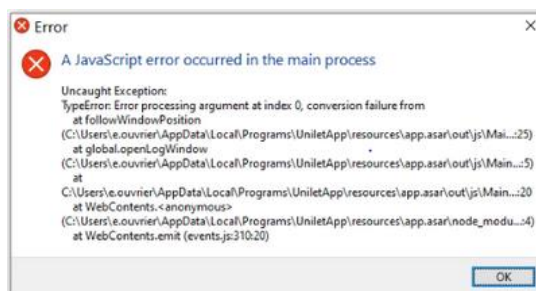 Error
A JavaScript error occurred in the main process
Uncaught Exception:
TypeError: Error processing argument at index 0, conversion failure from
at followWindowPosition
(C:\Users\e.ouvrier\AppData\Local\Programs\UniletApp\resources\app.asar\out\js\Mai...:25)
at global.openLogWindow
(C:\Users\e.ouvrier\AppData\Local\Programs\UniletApp\resources\app.asar\out\js\Main...:5)
at
C:\Users\e.ouvrier\AppData\Local\Programs\UniletApp\resources\app.asar\out\js\Main...:20
at WebContents.<anonymous>
(C:\Users\e.ouvrier\AppData\Local\Programs\UniletApp\resources\app.asar\node_modu...:4)
at WebContents.emit (events.js:310:20)
OK